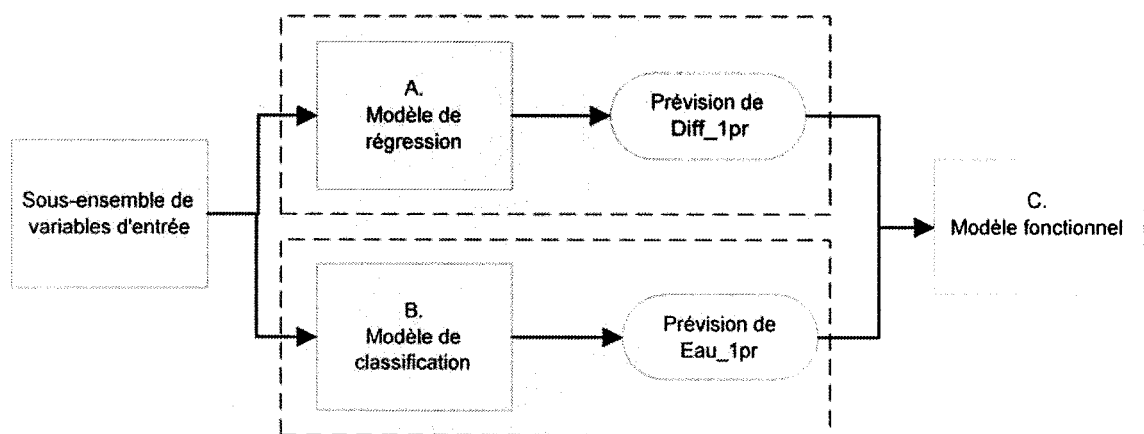 Sous-ensemble de
variables d'entrée
A.
Modèle de
régression
Prévision de
Diff_1pr
B.
Modèle de
classification
Prévision de
Eau_1pr
C.
Modèle fonctionnel